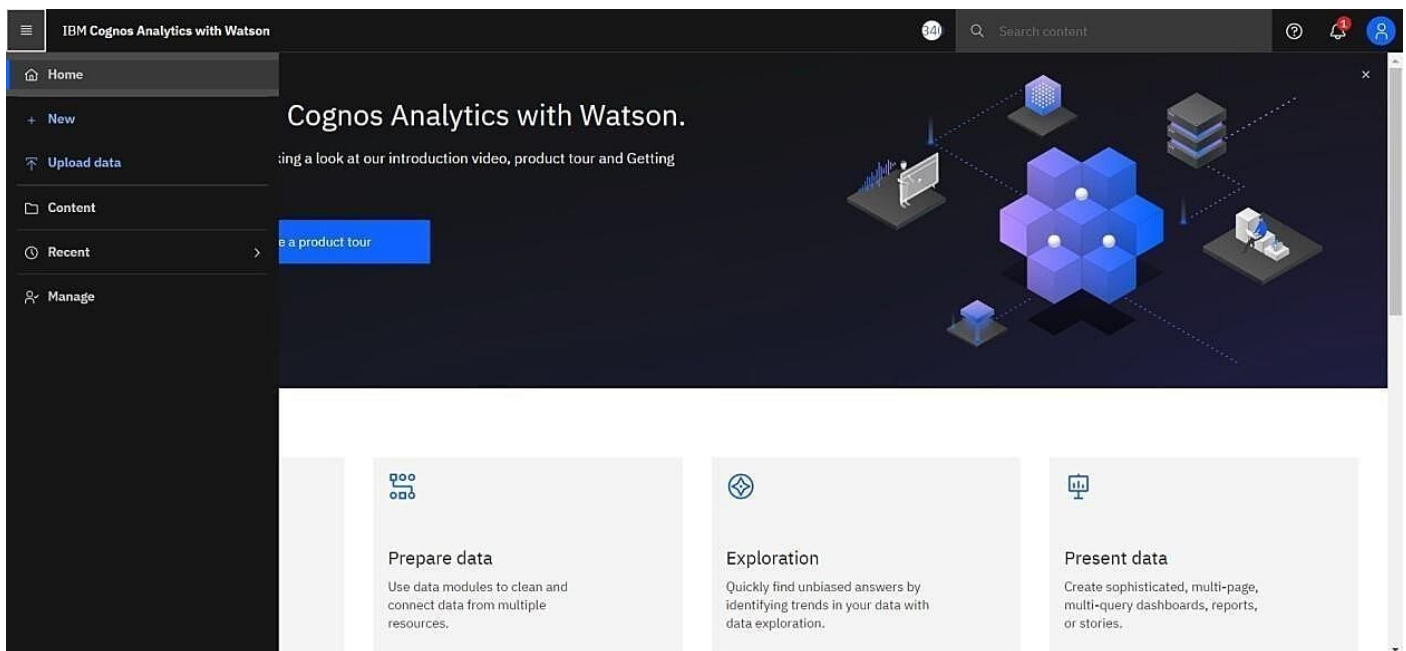 IBM Cognos Analytics with Watson
34
Search content
1
Home
New
Upload data
Content
Recent
Manage
Cognos Analytics with Watson.
king a look at our introduction video, product tour and Getting
e a product tour
Prepare data
Use data modules to clean and
connect data from multiple
resources.
Exploration
Quickly find unbiased answers by
identifying trends in your data with
data exploration.
Present data
Create sophisticated, multi-page,
multi-query dashboards, reports,
or stories.